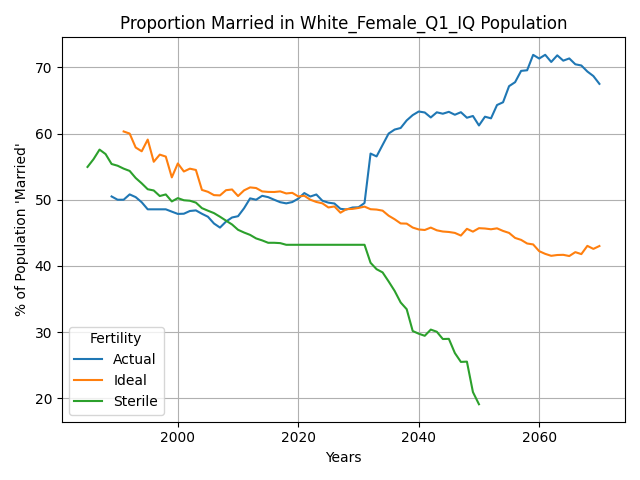 Proportion Married in White_Female_Q1_IQ Population
% of Population 'Married'
70
60
50
40
30
20
Fertility
Actual
Ideal
Sterile
2000 2020 2040 2060
Years